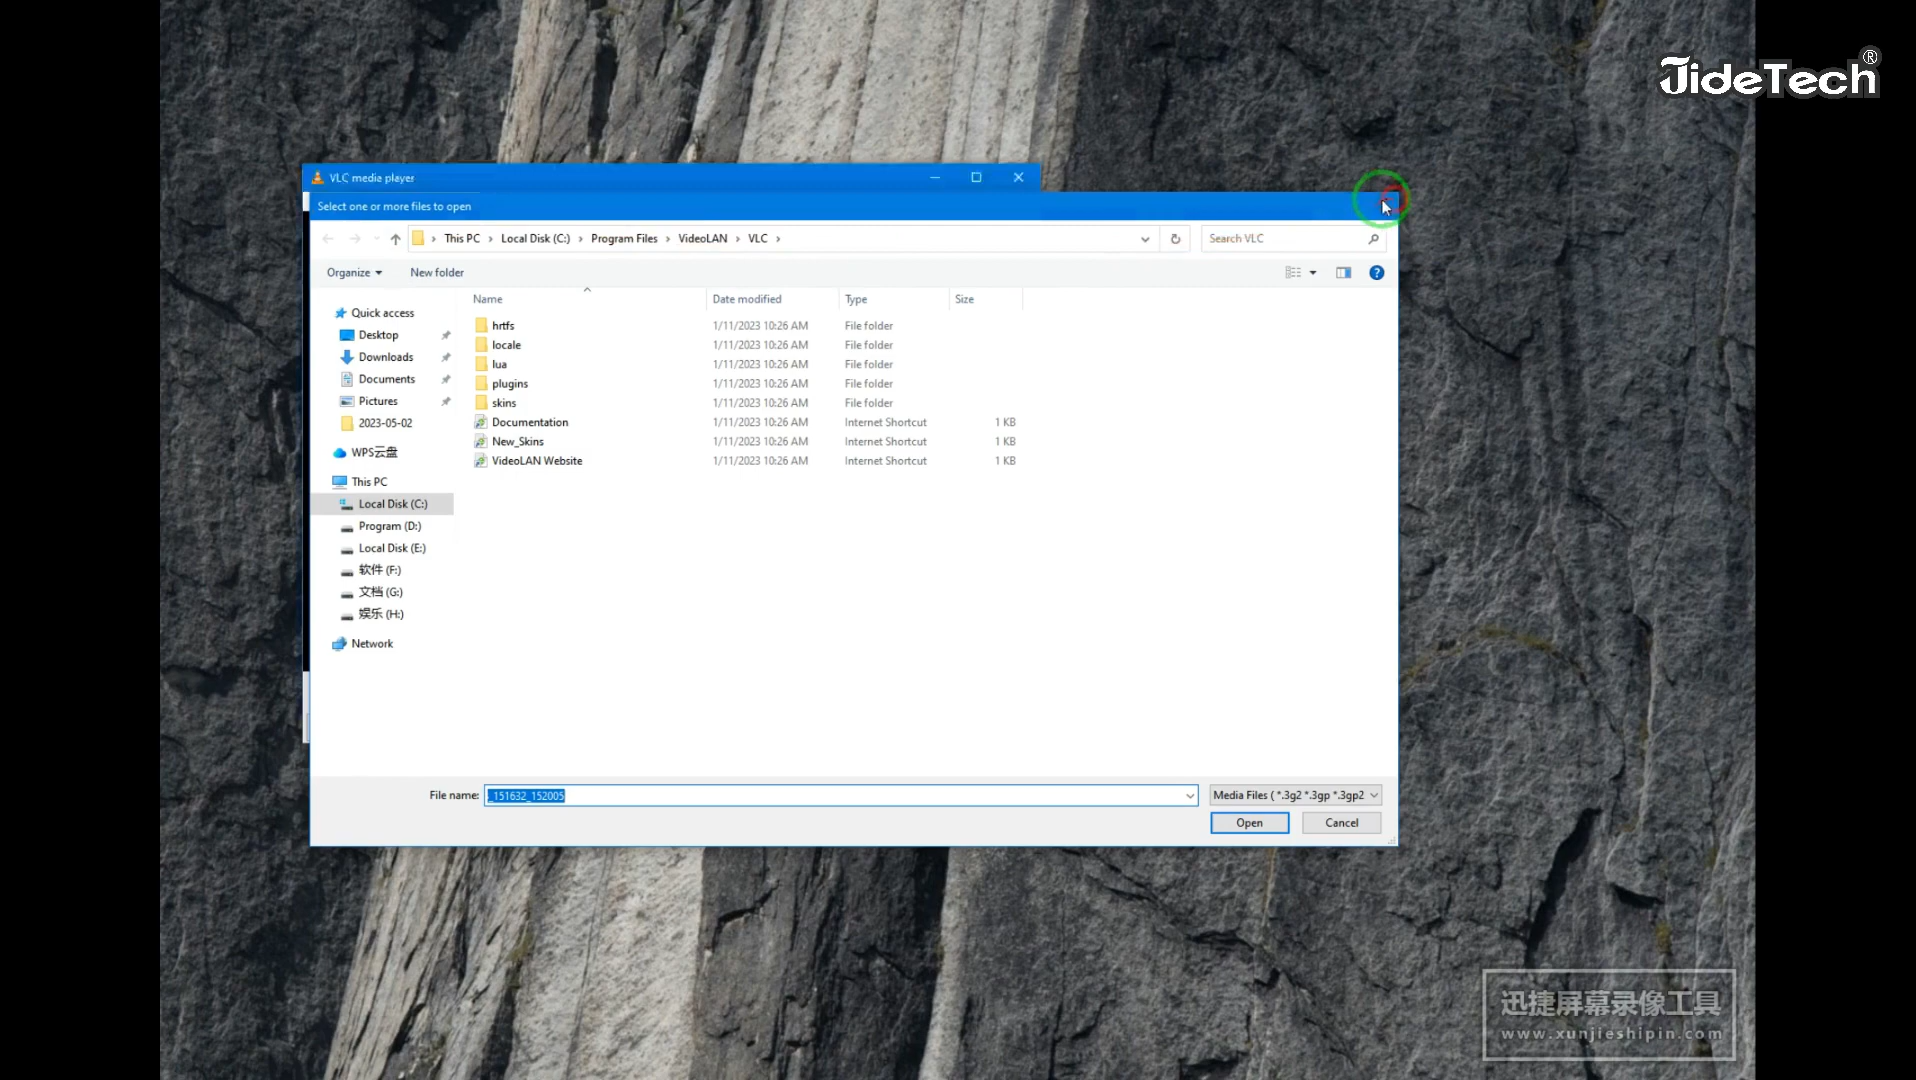 JideTech®
VLC media player
Select one or more files to open
This PC > Local Disk (C:) > Program Files > VideoLAN > VLC >
Search VLC
Organize
New folder
Name
Date modified
Type
Size
Quick access
Desktop
Downloads
Documents
Pictures
2023-05-02
WPS云盘
This PC
Local Disk (C:)
Program (D:)
Local Disk (E:)
软件 (F:)
文档 (G:)
娱乐 (H:)
Network
hrtfs 1/11/2023 10:26 AM File folder
locale 1/11/2023 10:26 AM File folder
lua 1/11/2023 10:26 AM File folder
plugins 1/11/2023 10:26 AM File folder
skins 1/11/2023 10:26 AM File folder
Documentation 1/11/2023 10:26 AM Internet Shortcut 1 KB
New_Skins 1/11/2023 10:26 AM Internet Shortcut 1 KB
VideoLAN Website 1/11/2023 10:26 AM Internet Shortcut 1 KB
File name: _151632_152005
Media Files ( *.3g2 *.3gp *.3gp2
Open
Cancel
迅捷屏幕录像工具
www.xunjieshipin.com